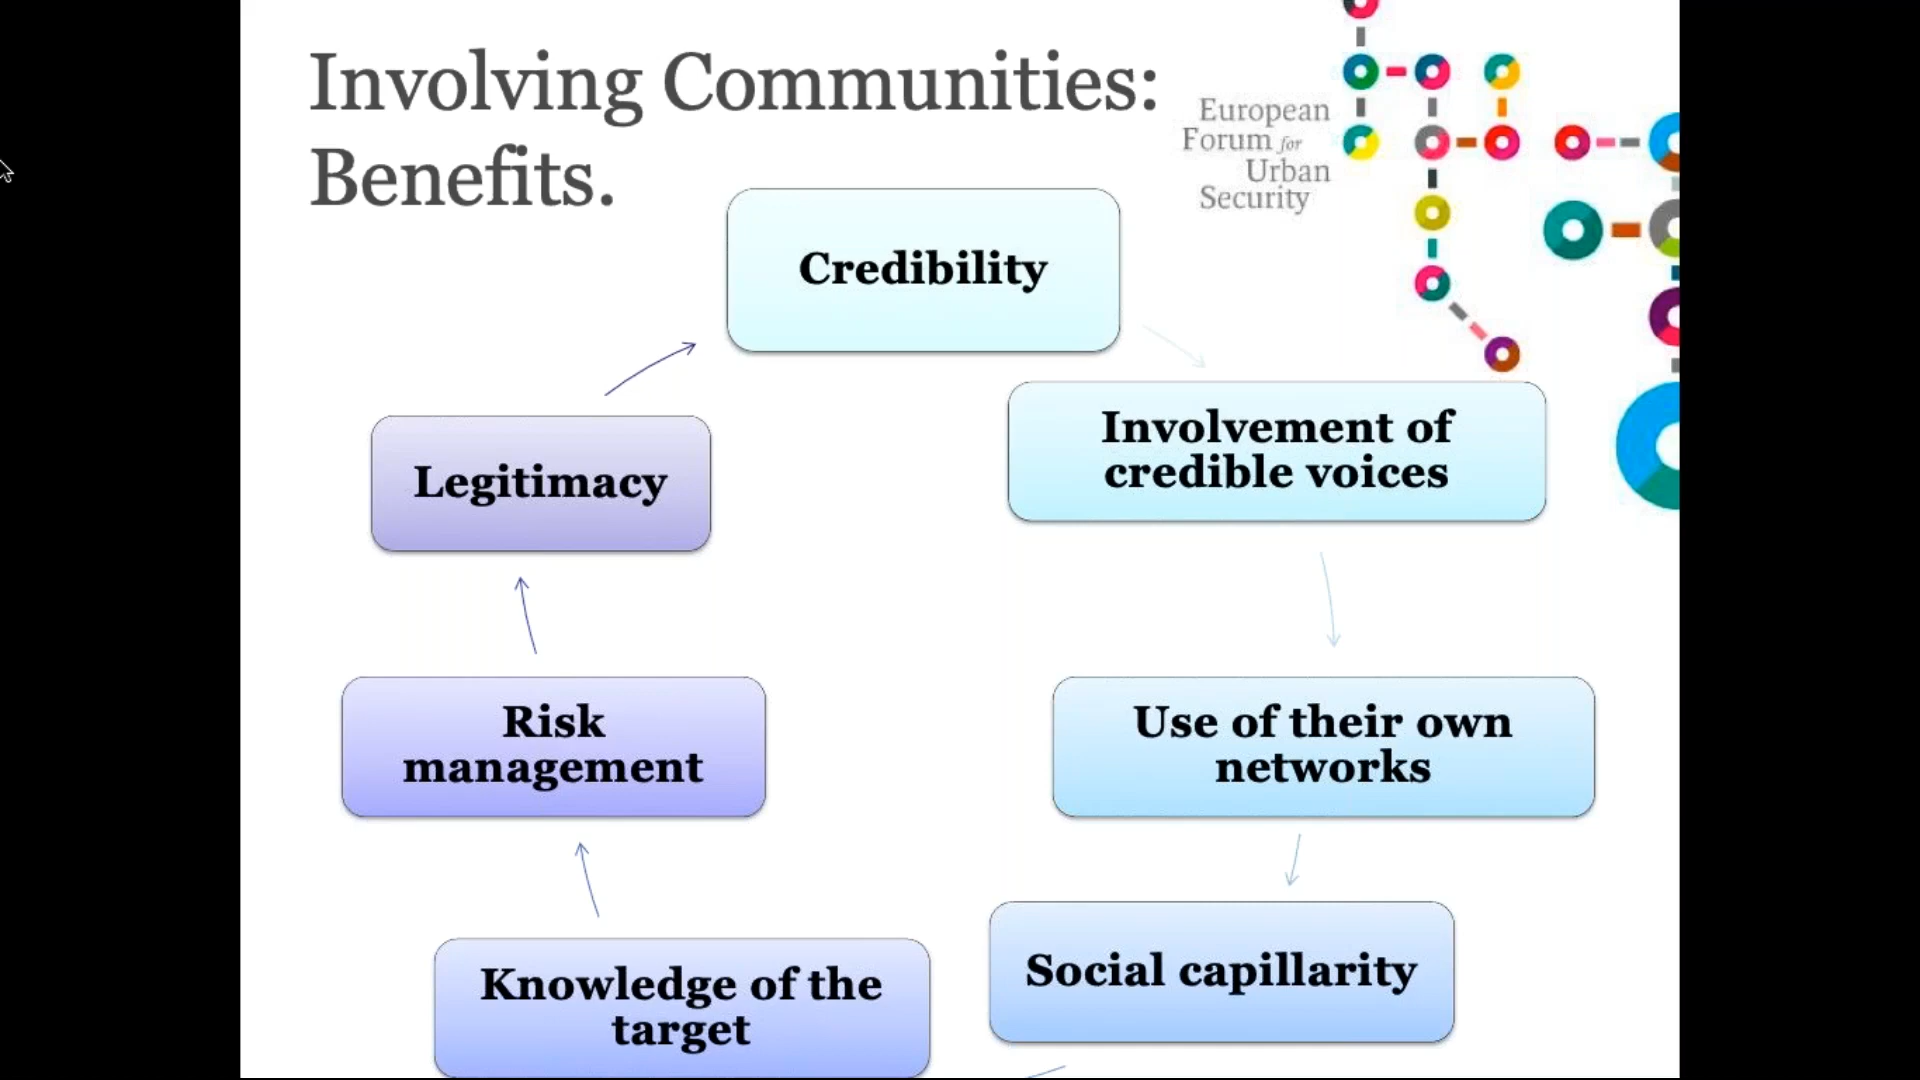 Involving Communities:
Benefits.
European
Forum for
Urban
Security
Credibility
Involvement of
credible voices
Use of their own
networks
Social capillarity
Knowledge of the
target
Risk
management
Legitimacy